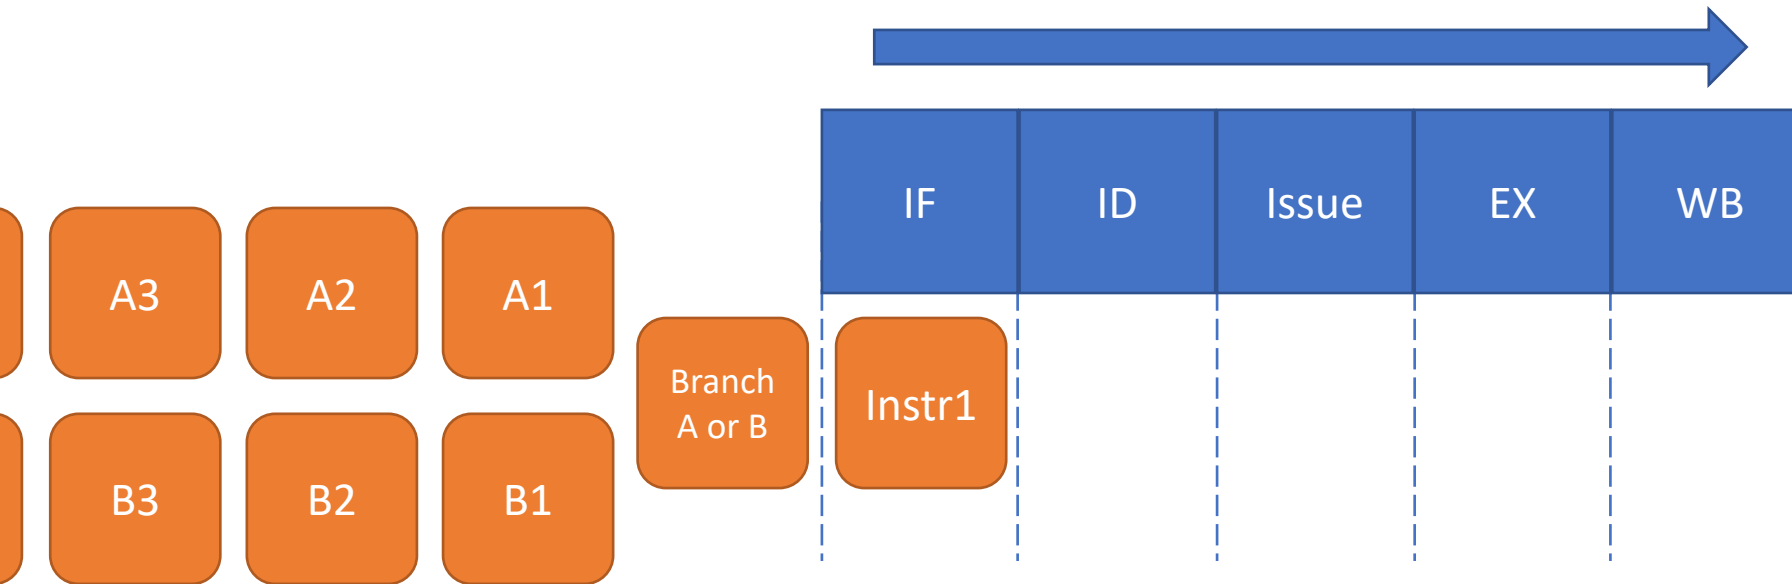 IF
ID
Issue
EX
WB
A3
A2
A1
Branch
A or B
Instr1
B3
B2
B1